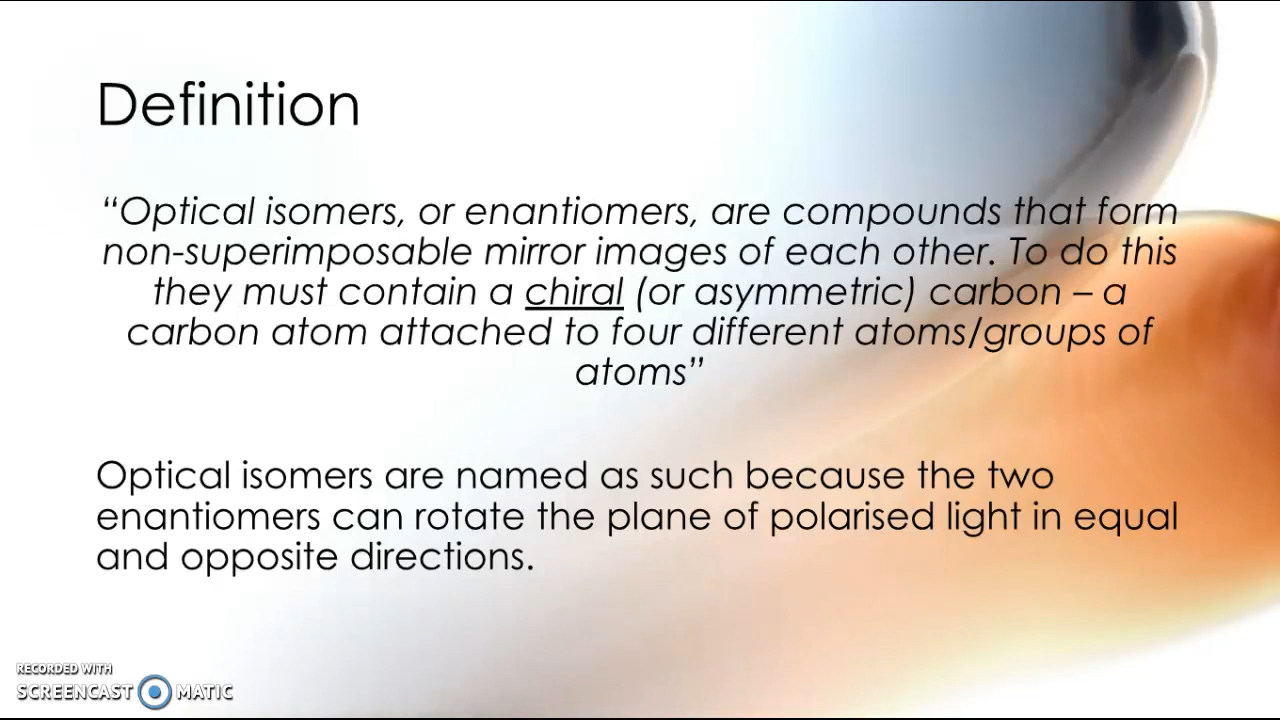 Definition
“Optical isomers, or enantiomers, are compounds that form
non-superimposable mirror images of each other. To do this
they must contain a chiral (or asymmetric) carbon – a
carbon atom attached to four different atoms/groups of
atoms”
Optical isomers are named as such because the two
enantiomers can rotate the plane of polarised light in equal
and opposite directions.
RECORDED WITH
SCREENCAST MATIC